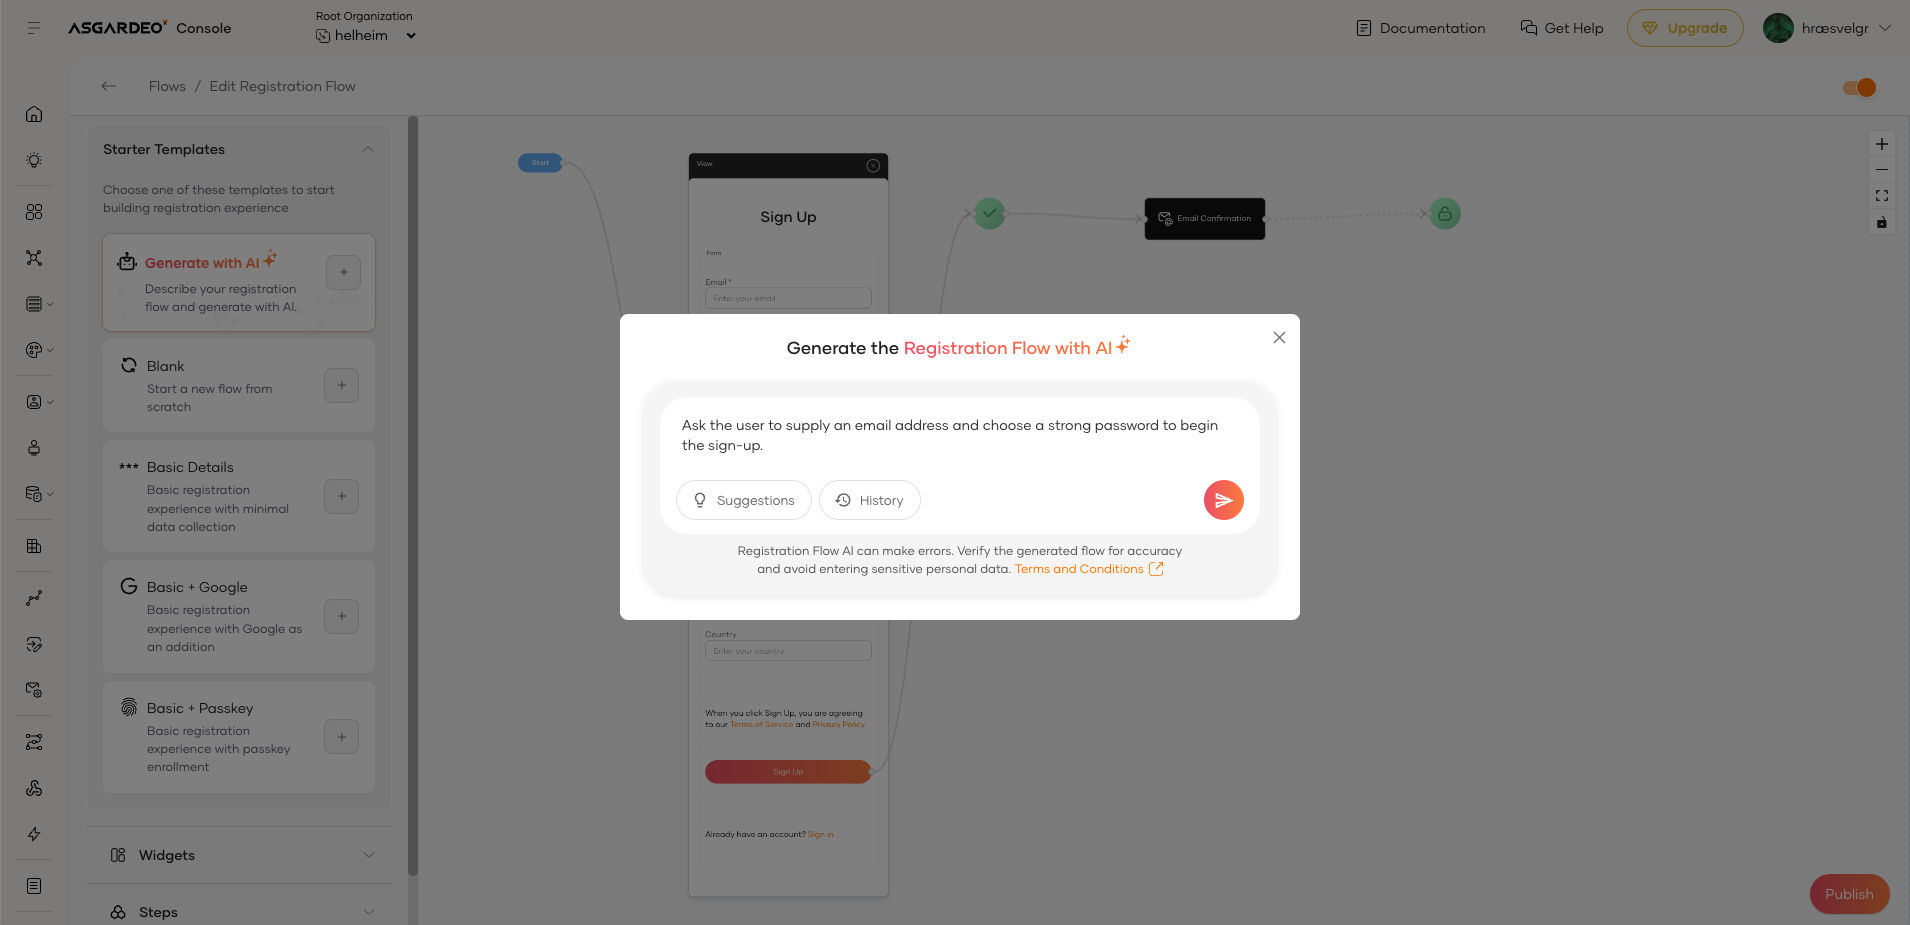 ASGARDEO Console
Root Organization
helheim
Documentation
Get Help
Upgrade
hræsvelgr
Flows / Edit Registration Flow
Starter Templates
Choose one of these templates to start
building registration experience
Generate with AI
Describe your registration
flow and generate with AI.
Blank
Start a new flow from
scratch
Basic Details
Basic registration
experience with minimal
data collection
Basic + Google
Basic registration
experience with Google as
an addition
Basic + Passkey
Basic registration
experience with passkey
enrollment
Widgets
Steps
Start
View
Sign Up
Form
Email *
Enter your email
Email Confirmation
Generate the Registration Flow with AI
Ask the user to supply an email address and choose a strong password to begin
the sign-up.
Suggestions
History
Registration Flow AI can make errors. Verify the generated flow for accuracy
and avoid entering sensitive personal data. Terms and Conditions
Country
Enter your country
When you click Sign Up, you are agreeing
to our Terms of Service and Privacy Policy
Sign Up
Already have an account? Sign in
Publish